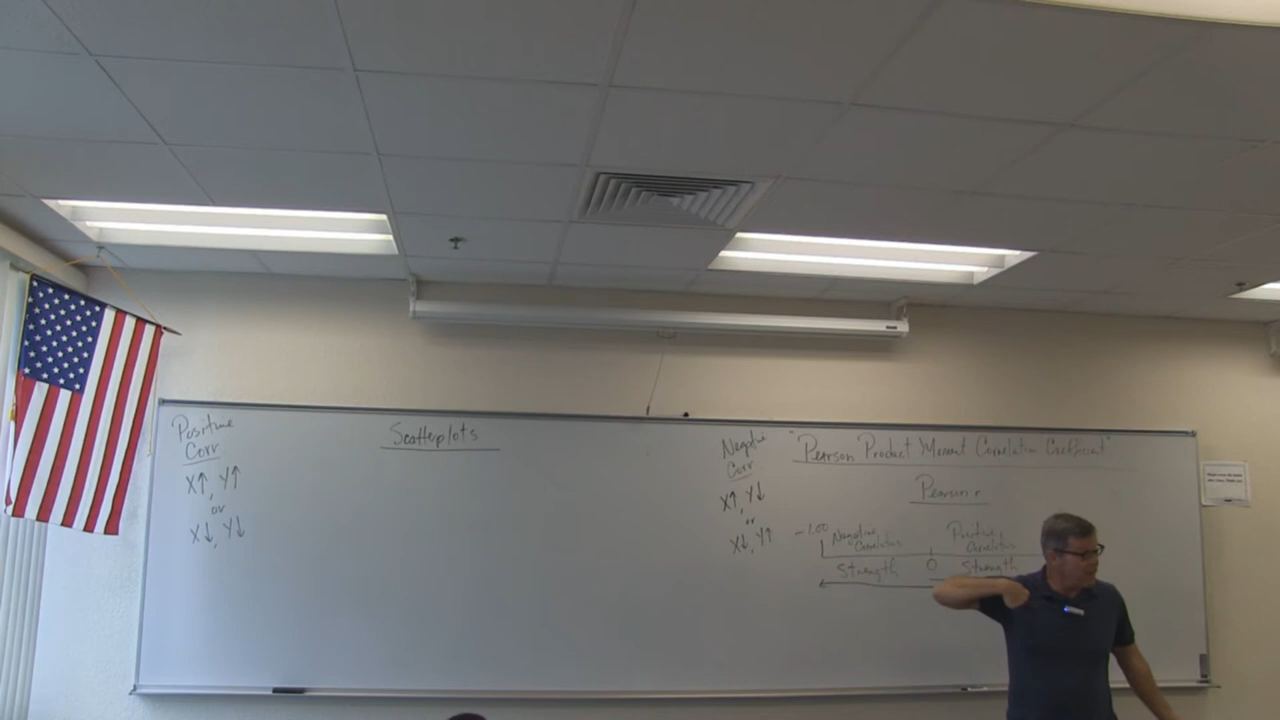 Positive
Corr
X↑, Y↑
or
X↓, Y↓
Scatterplots
Negative
Corr
X↑, Y↓
or
X↓, Y↑
"Pearson Product Moment Correlation Coefficient"
Pearson r
-1.00 Negative Correlation Positive Correlation
Strength 0 Strength